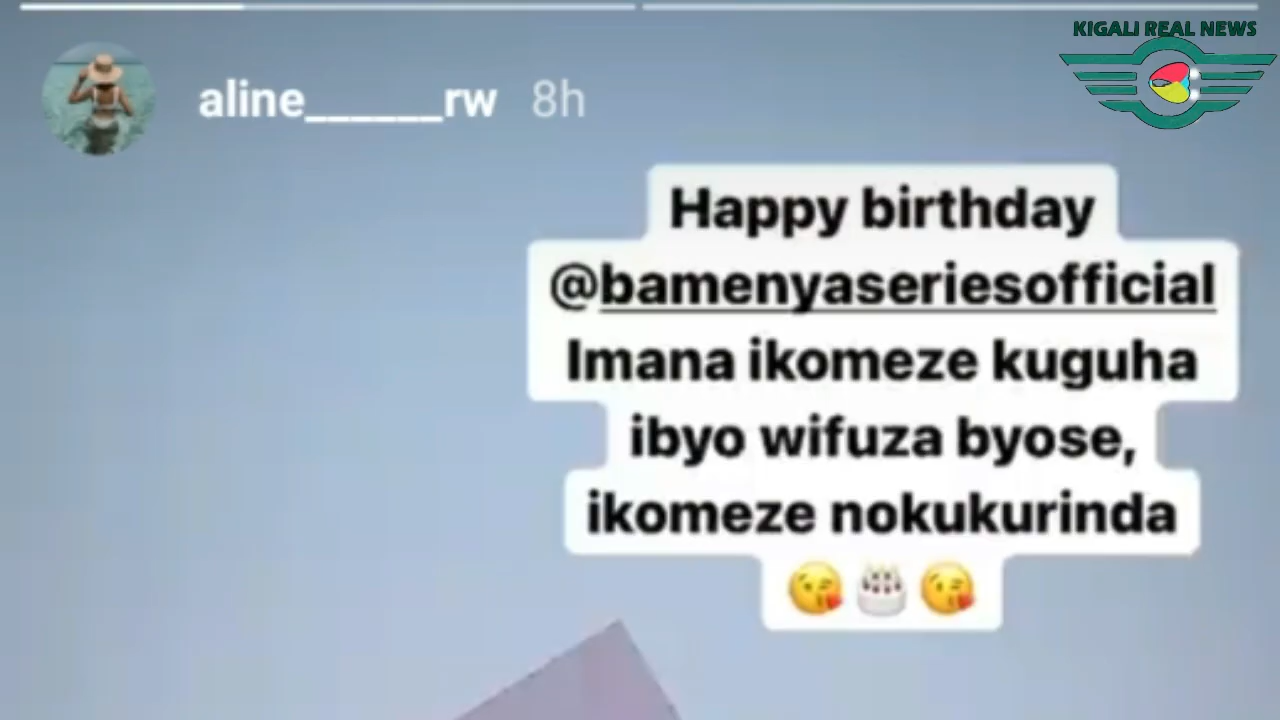 KIGALI REAL NEWS
aline______rw 8h
Happy birthday
@bamenyaseriesofficial
Imana ikomeze kuguha
ibyo wifuza byose,
ikomeze nokukurinda
😘🎂😘